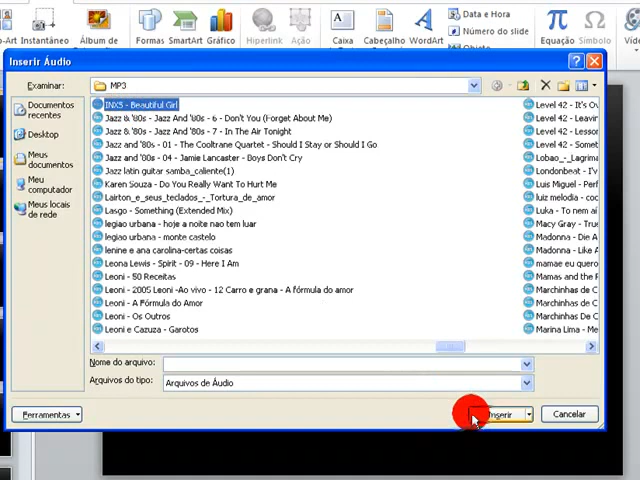 Data e Hora
o-Art Instantâneo Álbum de Formas SmartArt Gráfico Hiperlink Ação Caixa Cabeçalho WordArt Número do slide Equação Símbolo Víde
Objeto
Inserir Áudio
Examinar: MP3
Documentos recentes
Desktop
Meus documentos
Meu computador
Meus locais de rede
INXS - Beautiful Girl
Jazz & '80s - Jazz And '80s - 6 - Don't You (Forget About Me)
Jazz & '80s - Jazz And '80s - 7 - In The Air Tonight
Jazz and '80s - 01 - The Cooltrane Quartet - Should I Stay or Should I Go
Jazz and '80s - 04 - Jamie Lancaster - Boys Don't Cry
Jazz latin guitar samba_caliente(1)
Karen Souza - Do You Really Want To Hurt Me
Lairton_e_seus_teclados_-_Tortura_de_amor
Lasgo - Something (Extended Mix)
legiao urbana - hoje a noite nao tem luar
legiao urbana - monte castelo
lenine e ana carolina-certas coisas
Leona Lewis - Spirit - 09 - Here I Am
Leoni - 50 Receitas
Leoni - 2005 Leoni -Ao vivo - 12 Carro e grana - A fórmula do amor
Leoni - A Fórmula do Amor
Leoni - Os Outros
Leoni e Cazuza - Garotos
Level 42 - It's Ov
Level 42 - Leavin
Level 42 - Lesson
Level 42 - Somet
Lobao_-_Lagrima
Londonbeat - I'v
Luis Miguel - Perf
luiz melodia - coc
Luka - To nem aí
Macy Gray - Tru
Madonna - Die A
Madonna - Like A
mamae eu quero
Mamas and the P
Marchinhas de C
Marchinhas de C
Marchinhas De C
Marina Lima - Me
Nome do arquivo:
Arquivos do tipo: Arquivos de Áudio
Ferramentas Inserir Cancelar